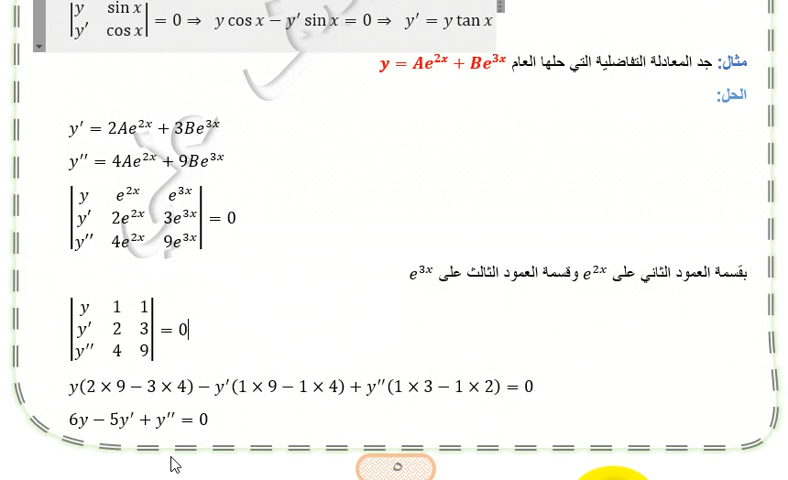 |y sin x| = 0 ⇒ y cos x − y′ sin x = 0 ⇒ y′ = y tan x
|y′ cos x|
مثال: جد المعادلة التفاضلية التي حلها العام y = Ae^{2x} + Be^{3x}
الحل:
y′ = 2Ae^{2x} + 3Be^{3x}
y′′ = 4Ae^{2x} + 9Be^{3x}
|y e^{2x} e^{3x}|
|y′ 2e^{2x} 3e^{3x}| = 0
|y′′ 4e^{2x} 9e^{3x}|
بقسمة العمود الثاني على e^{2x} وقسمة العمود الثالث على e^{3x}
|y 1 1|
|y′ 2 3| = 0
|y′′ 4 9|
y(2 × 9 − 3 × 4) − y′(1 × 9 − 1 × 4) + y′′(1 × 3 − 1 × 2) = 0
6y − 5y′ + y′′ = 0
٥